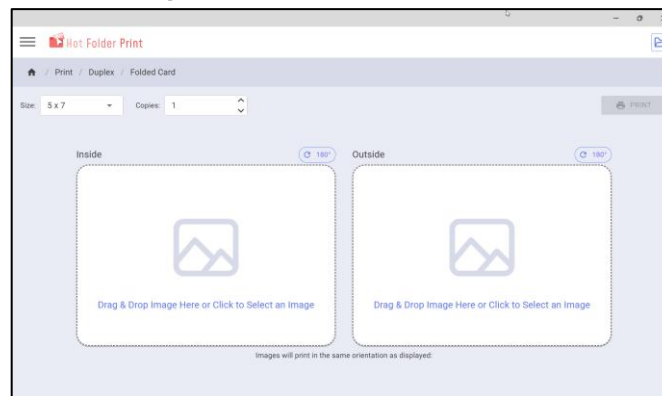 Hot Folder Print
/ Print / Duplex / Folded Card
Size: 5 x 7 Copies: 1 PRINT
Inside 180° Outside 180°
Drag & Drop Image Here or Click to Select an Image Drag & Drop Image Here or Click to Select an Image
Images will print in the same orientation as displayed.